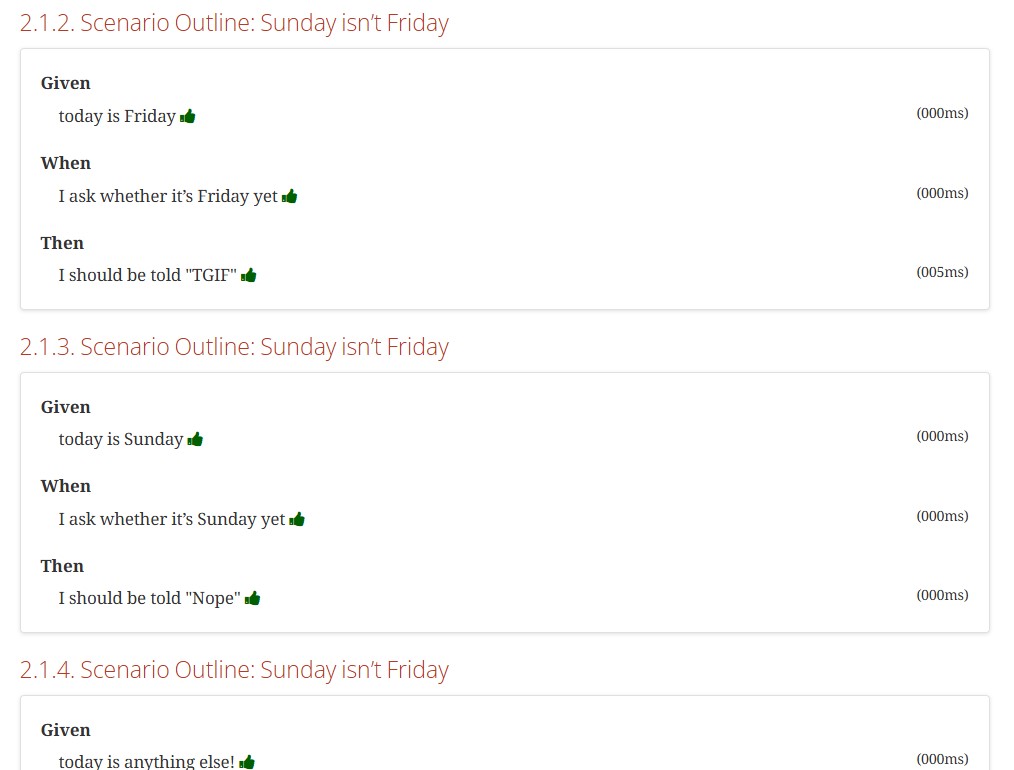 2.1.2. Scenario Outline: Sunday isn’t Friday
Given
today is Friday (000ms)
When
I ask whether it’s Friday yet (000ms)
Then
I should be told "TGIF" (005ms)
2.1.3. Scenario Outline: Sunday isn’t Friday
Given
today is Sunday (000ms)
When
I ask whether it’s Sunday yet (000ms)
Then
I should be told "Nope" (000ms)
2.1.4. Scenario Outline: Sunday isn’t Friday
Given
today is anything else! (000ms)